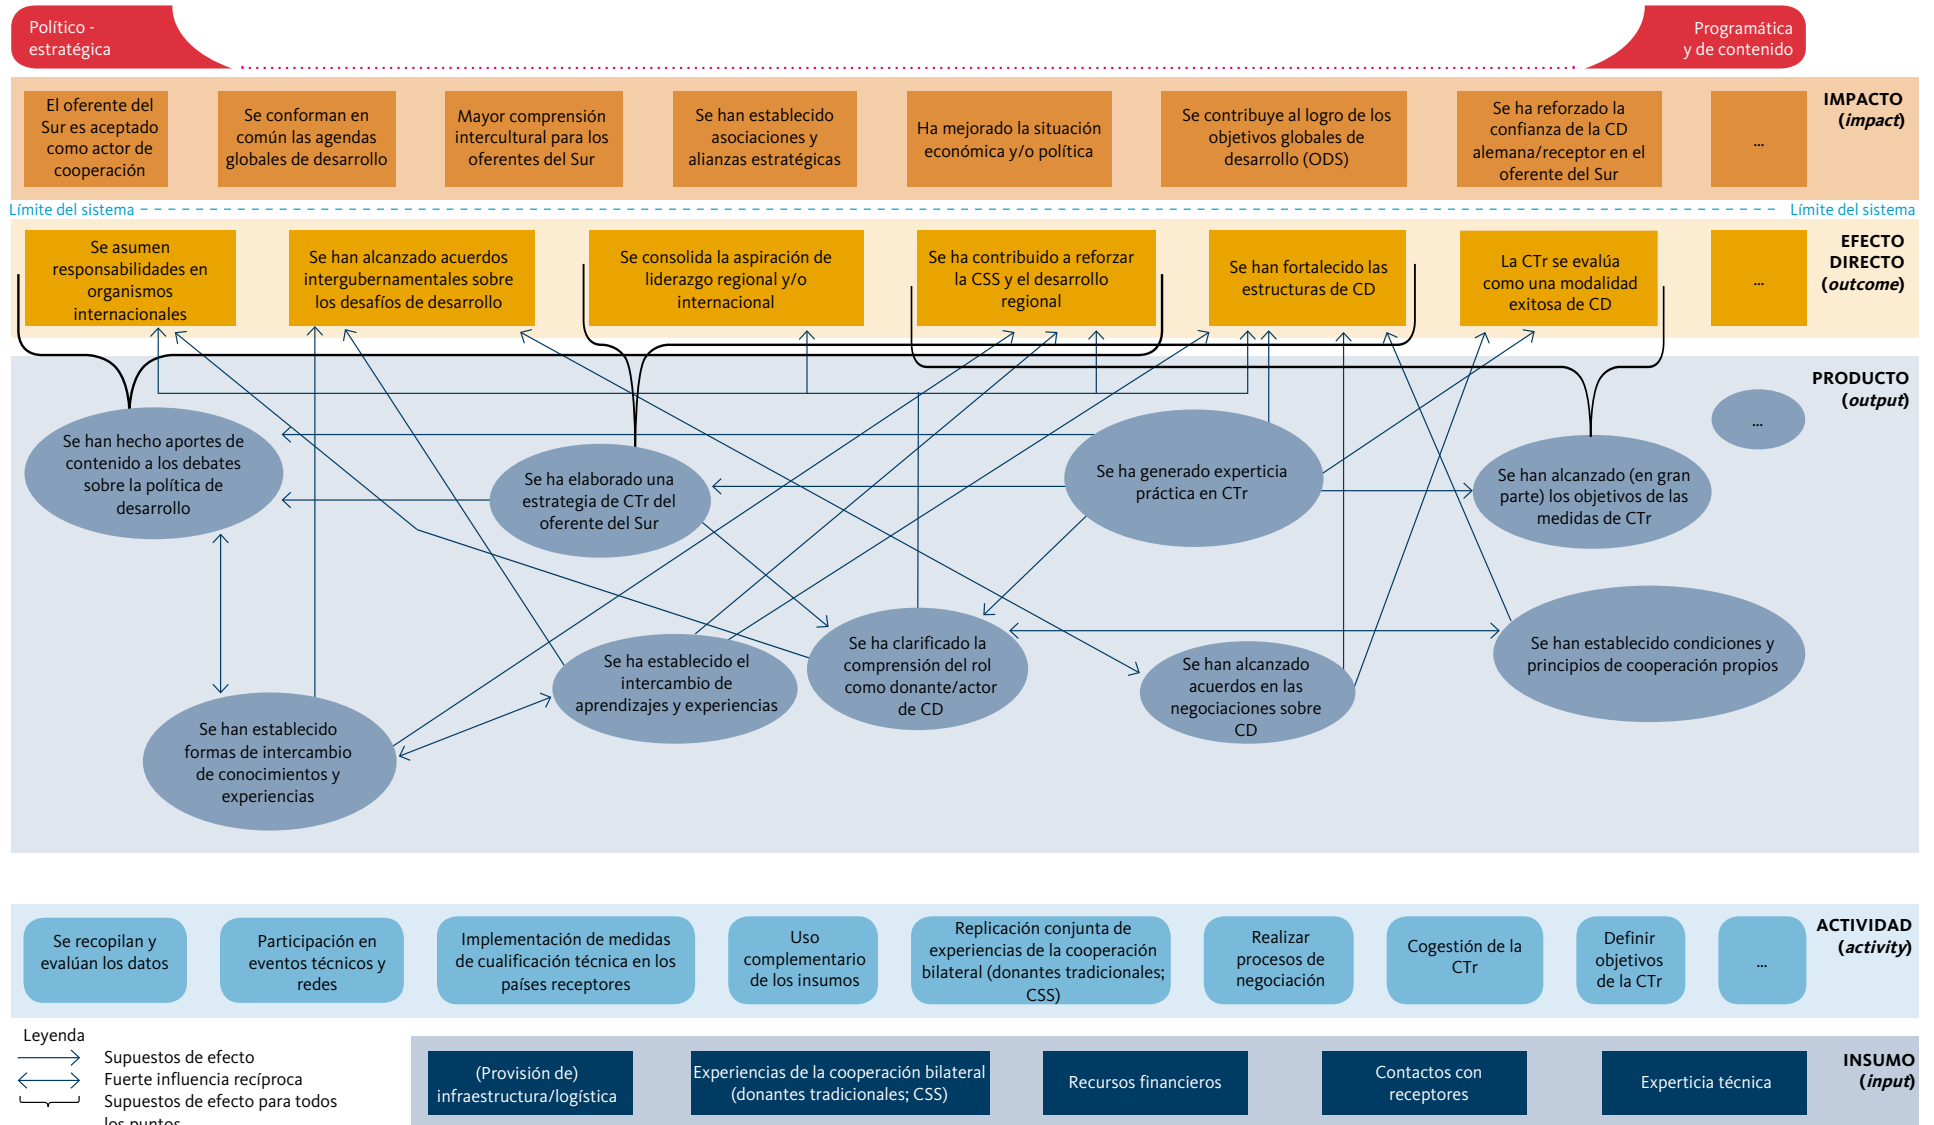 Político -
estratégica
Programática
y de contenido
El oferente del
Sur es aceptado
como actor de
cooperación
Se conforman en
común las agendas
globales de desarrollo
Mayor comprensión
intercultural para los
oferentes del Sur
Se han establecido
asociaciones y
alianzas estratégicas
Ha mejorado la situación
económica y/o política
Se contribuye al logro de los
objetivos globales de
desarrollo (ODS)
Se ha reforzado la
confianza de la CD
alemana/receptor en el
oferente del Sur
...
IMPACTO
(impact)
Límite del sistema
Límite del sistema
Se asumen
responsabilidades en
organismos
internacionales
Se han alcanzado acuerdos
intergubernamentales sobre
los desafíos de desarrollo
Se consolida la aspiración de
liderazgo regional y/o
internacional
Se ha contribuido a reforzar
la CSS y el desarrollo
regional
Se han fortalecido las
estructuras de CD
La CTr se evalúa
como una modalidad
exitosa de CD
...
EFECTO
DIRECTO
(outcome)
PRODUCTO
(output)
...
Se han hecho aportes de
contenido a los debates
sobre la política de
desarrollo
Se ha elaborado una
estrategia de CTr del
oferente del Sur
Se ha generado experticia
práctica en CTr
Se han alcanzado (en gran
parte) los objetivos de las
medidas de CTr
Se han establecido
formas de intercambio
de conocimientos y
experiencias
Se ha establecido el
intercambio de
aprendizajes y experiencias
Se ha clarificado la
comprensión del rol
como donante/actor
de CD
Se han alcanzado
acuerdos en las
negociaciones sobre
CD
Se han establecido condiciones y
principios de cooperación propios
Se recopilan y
evalúan los datos
Participación en
eventos técnicos y
redes
Implementación de medidas
de cualificación técnica en los
países receptores
Uso
complementario
de los insumos
Replicación conjunta de
experiencias de la cooperación
bilateral (donantes tradicionales;
CSS)
Realizar
procesos de
negociación
Cogestión de la
CTr
Definir
objetivos
de la CTr
...
ACTIVIDAD
(activity)
Leyenda
Supuestos de efecto
Fuerte influencia recíproca
Supuestos de efecto para todos
los puntos
(Provisión de)
infraestructura/logística
Experiencias de la cooperación bilateral
(donantes tradicionales; CSS)
Recursos financieros
Contactos con
receptores
Experticia técnica
INSUMO
(input)